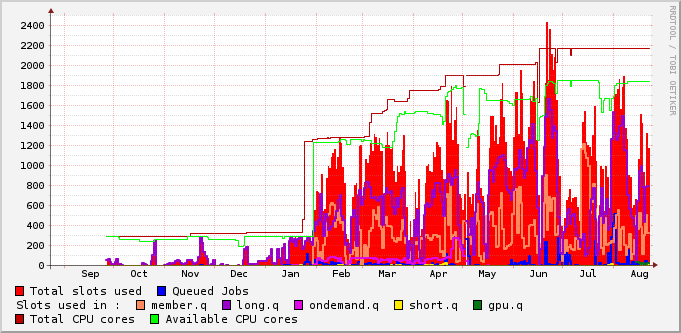 RRDTOOL / TOBI OETIKER
2400
2200
2000
1800
1600
1400
1200
1000
800
600
400
200
0
Sep Oct Nov Dec Jan Feb Mar Apr May Jun Jul Aug
Total slots used Queued Jobs
Slots used in : member.q long.q ondemand.q short.q gpu.q
Total CPU cores Available CPU cores